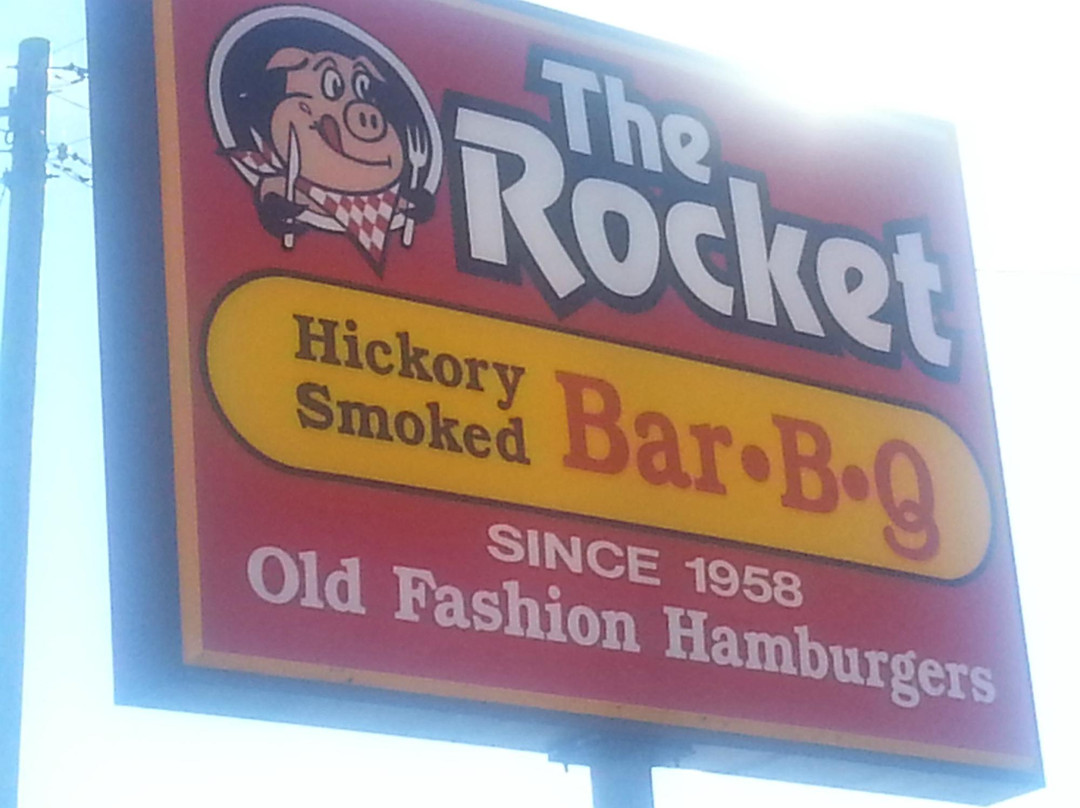 The
Rocket
Hickory
Smoked
Bar•B•Q
SINCE 1958
Old Fashion Hamburgers